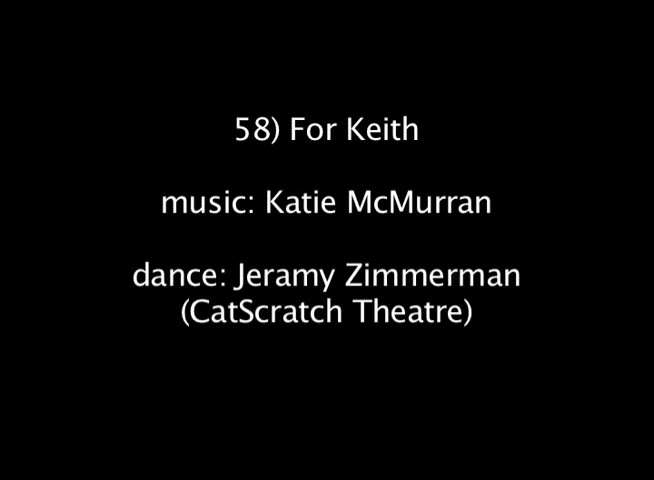 58) For Keith
music: Katie McMurran
dance: Jeramy Zimmerman
(CatScratch Theatre)